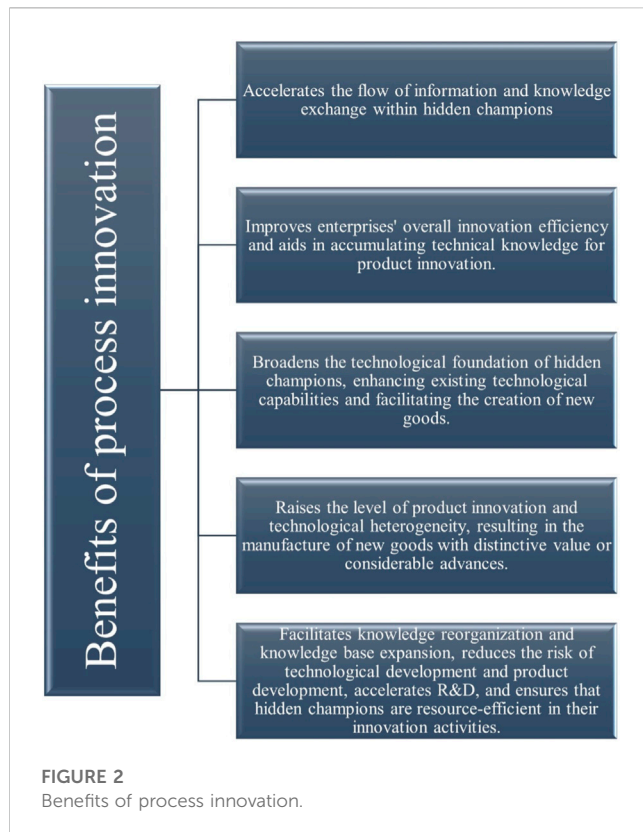 Benefits of process innovation
Accelerates the flow of information and knowledge
exchange within hidden champions
Improves enterprises' overall innovation efficiency
and aids in accumulating technical knowledge for
product innovation.
Broadens the technological foundation of hidden
champions, enhancing existing technological
capabilities and facilitating the creation of new
goods.
Raises the level of product innovation and
technological heterogeneity, resulting in the
manufacture of new goods with distinctive value or
considerable advances.
Facilitates knowledge reorganization and
knowledge base expansion, reduces the risk of
technological development and product
development, accelerates R&D, and ensures that
hidden champions are resource-efficient in their
innovation activities.
FIGURE 2
Benefits of process innovation.